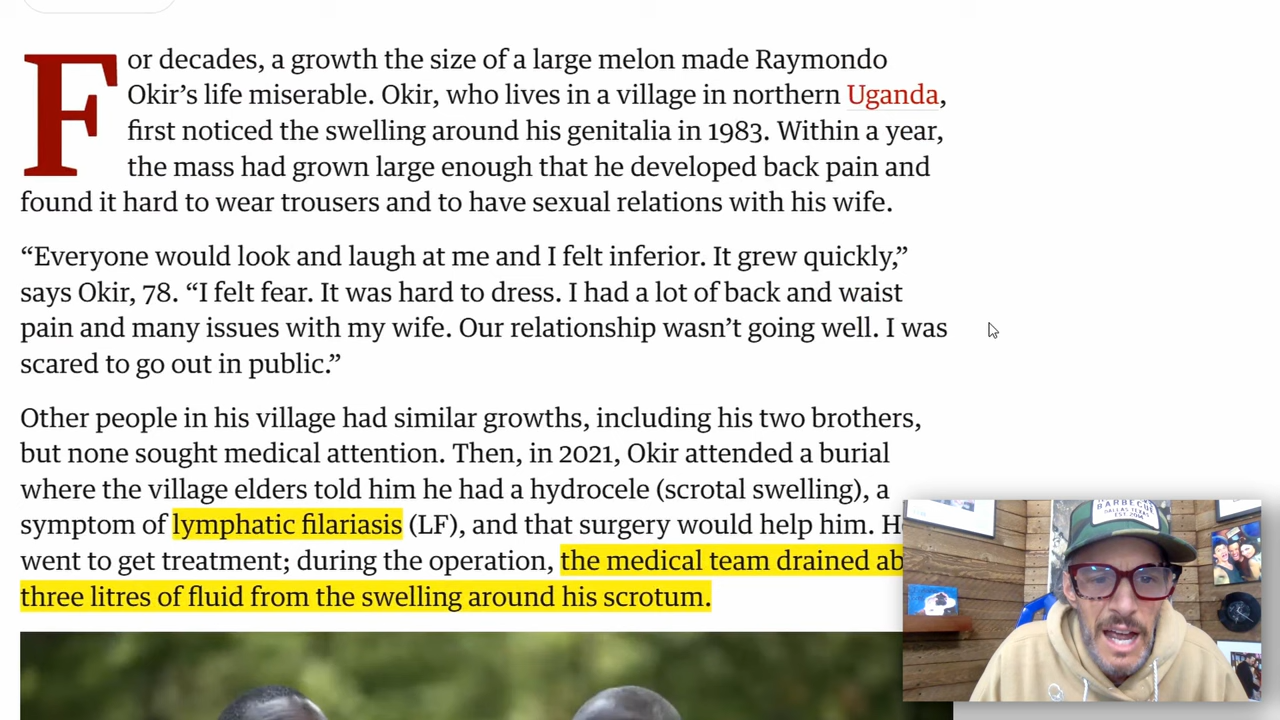 For decades, a growth the size of a large melon made Raymondo
Okir’s life miserable. Okir, who lives in a village in northern Uganda,
first noticed the swelling around his genitalia in 1983. Within a year,
the mass had grown large enough that he developed back pain and
found it hard to wear trousers and to have sexual relations with his wife.
“Everyone would look and laugh at me and I felt inferior. It grew quickly,”
says Okir, 78. “I felt fear. It was hard to dress. I had a lot of back and waist
pain and many issues with my wife. Our relationship wasn’t going well. I was
scared to go out in public.”
Other people in his village had similar growths, including his two brothers,
but none sought medical attention. Then, in 2021, Okir attended a burial
where the village elders told him he had a hydrocele (scrotal swelling), a
symptom of lymphatic filariasis (LF), and that surgery would help him. H
went to get treatment; during the operation, the medical team drained ab
three litres of fluid from the swelling around his scrotum.
BARBECUE
DALLAS, TEXAS